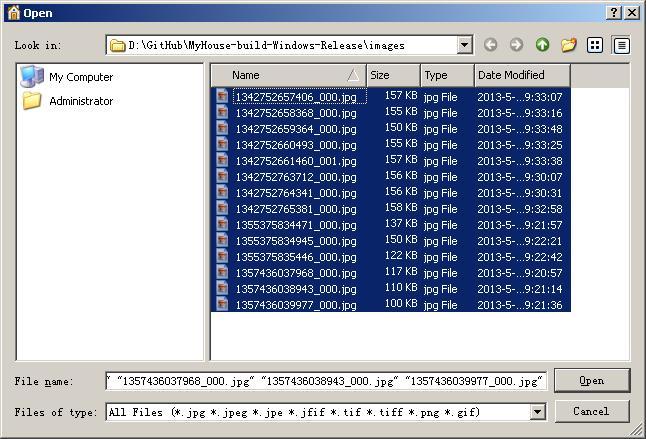 Open
Look in: D:\GitHub\MyHouse-build-Windows-Release\images
My Computer
Administrator
Name Size Type Date Modified
1342752657406_000.jpg 157 KB jpg File 2013-5-...9:33:07
1342752658368_000.jpg 155 KB jpg File 2013-5-...9:33:16
1342752659364_000.jpg 150 KB jpg File 2013-5-...9:33:48
1342752660493_000.jpg 155 KB jpg File 2013-5-...9:33:25
1342752661460_001.jpg 157 KB jpg File 2013-5-...9:33:38
1342752763712_000.jpg 156 KB jpg File 2013-5-...9:30:07
1342752764341_000.jpg 156 KB jpg File 2013-5-...9:30:31
1342752765381_000.jpg 158 KB jpg File 2013-5-...9:32:58
1355375834471_000.jpg 137 KB jpg File 2013-5-...9:21:57
1355375834945_000.jpg 150 KB jpg File 2013-5-...9:22:21
1355375835446_000.jpg 122 KB jpg File 2013-5-...9:22:42
1357436037968_000.jpg 117 KB jpg File 2013-5-...9:20:57
1357436038943_000.jpg 110 KB jpg File 2013-5-...9:21:14
1357436039977_000.jpg 100 KB jpg File 2013-5-...9:21:36
File name: " "1357436037968_000.jpg" "1357436038943_000.jpg" "1357436039977_000.jpg" Open
Files of type: All Files (*.jpg *.jpeg *.jpe *.jfif *.tif *.tiff *.png *.gif) Cancel